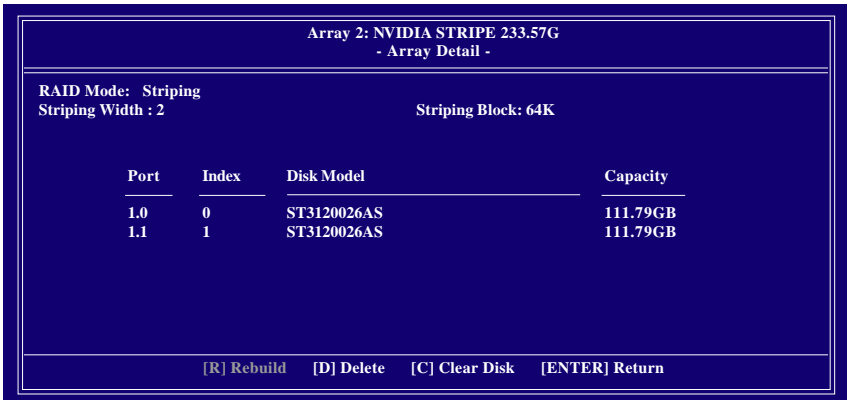 Array 2: NVIDIA STRIPE 233.57G
- Array Detail -
RAID Mode: Striping
Striping Width : 2 Striping Block: 64K
Port Index Disk Model Capacity
1.0 0 ST3120026AS 111.79GB
1.1 1 ST3120026AS 111.79GB
[R] Rebuild [D] Delete [C] Clear Disk [ENTER] Return